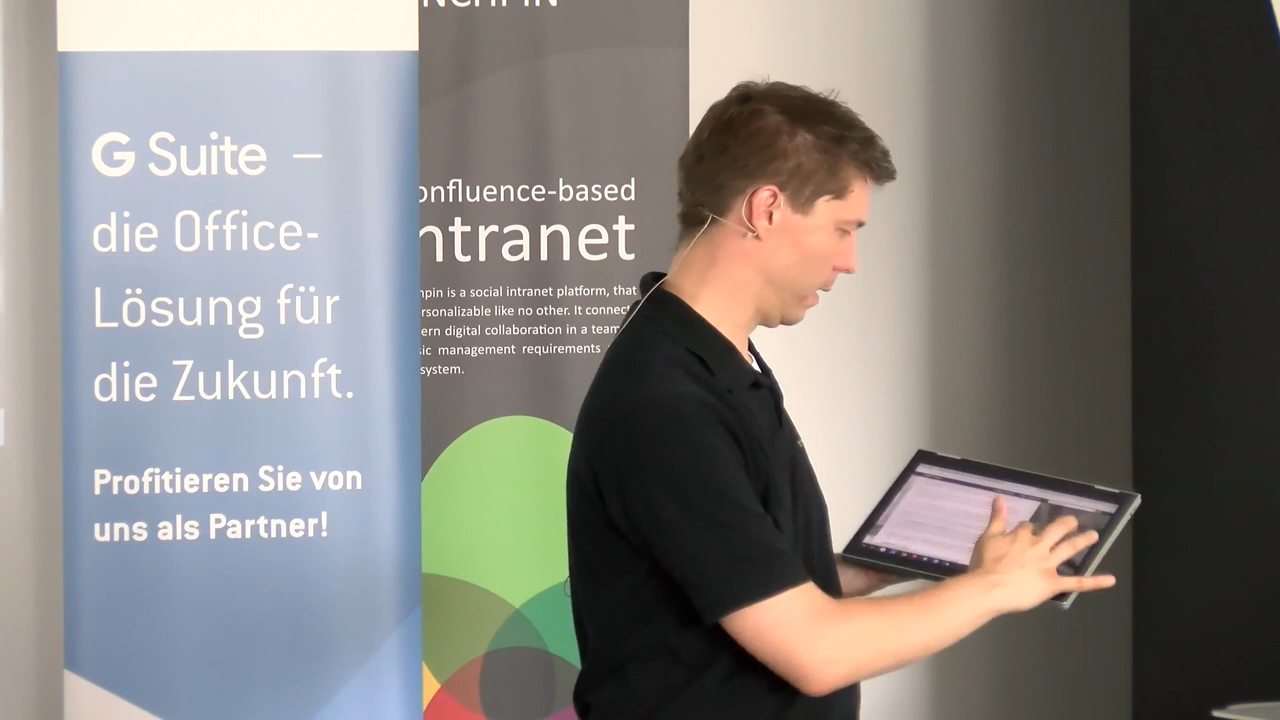 G Suite –
die Office-
Lösung für
die Zukunft.
Profitieren Sie von
uns als Partner!
NCHPIN
onfluence-based
ntranet
npin is a social intranet platform, that
rsonalizable like no other. It connect
ern digital collaboration in a team
sic management requirements
system.